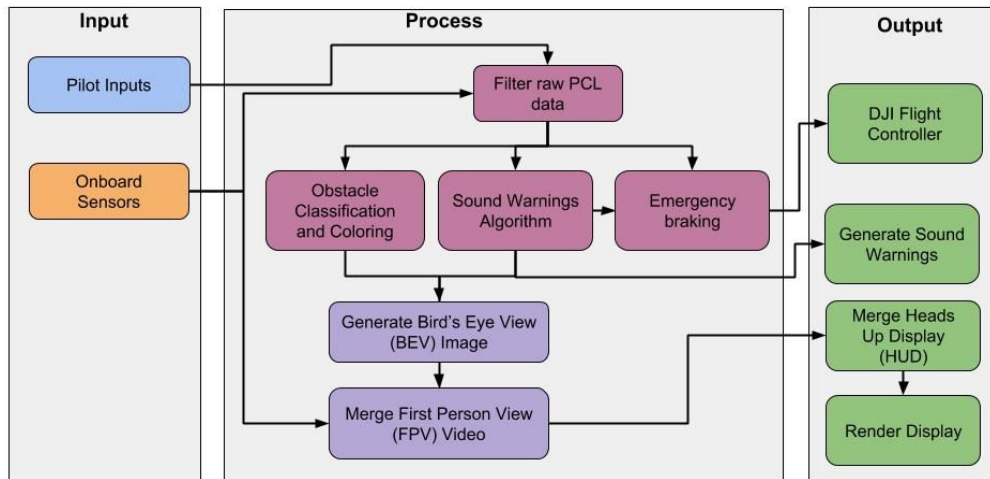 Input
Process
Output
Pilot Inputs
Onboard
Sensors
Filter raw PCL
data
Obstacle
Classification
and Coloring
Sound Warnings
Algorithm
Emergency
braking
Generate Bird's Eye View
(BEV) Image
Merge First Person View
(FPV) Video
DJI Flight
Controller
Generate Sound
Warnings
Merge Heads
Up Display
(HUD)
Render Display